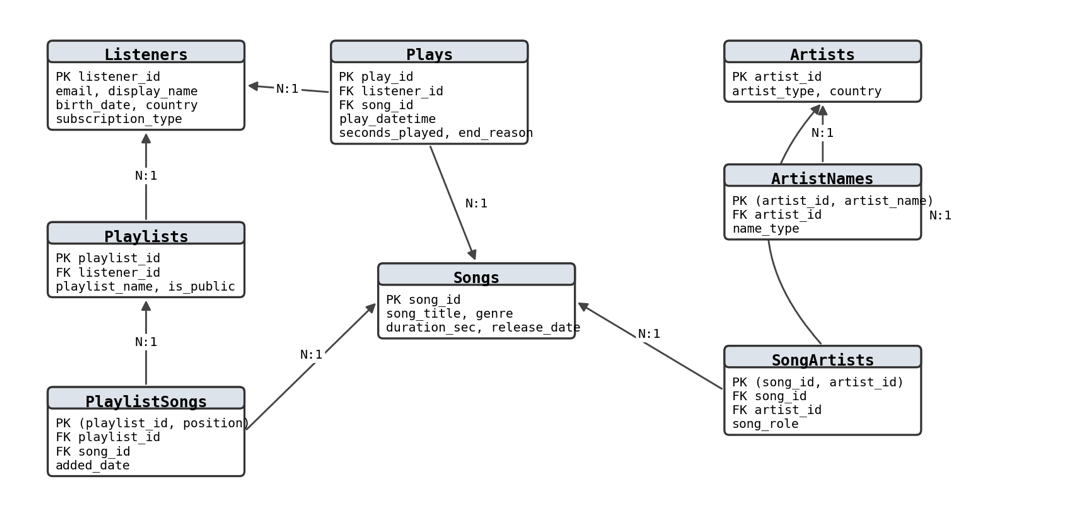 Listeners
PK listener_id
email, display_name
birth_date, country
subscription_type
N:1
Plays
PK play_id
FK listener_id
FK song_id
play_datetime
seconds_played, end_reason
N:1
Artists
PK artist_id
artist_type, country
N:1
ArtistNames
PK (artist_id, artist_name)
FK artist_id
name_type
N:1
N:1
Playlists
PK playlist_id
FK listener_id
playlist_name, is_public
N:1
Songs
PK song_id
song_title, genre
duration_sec, release_date
N:1
N:1
PlaylistSongs
PK (playlist_id, position)
FK playlist_id
FK song_id
added_date
SongArtists
PK (song_id, artist_id)
FK song_id
FK artist_id
song_role